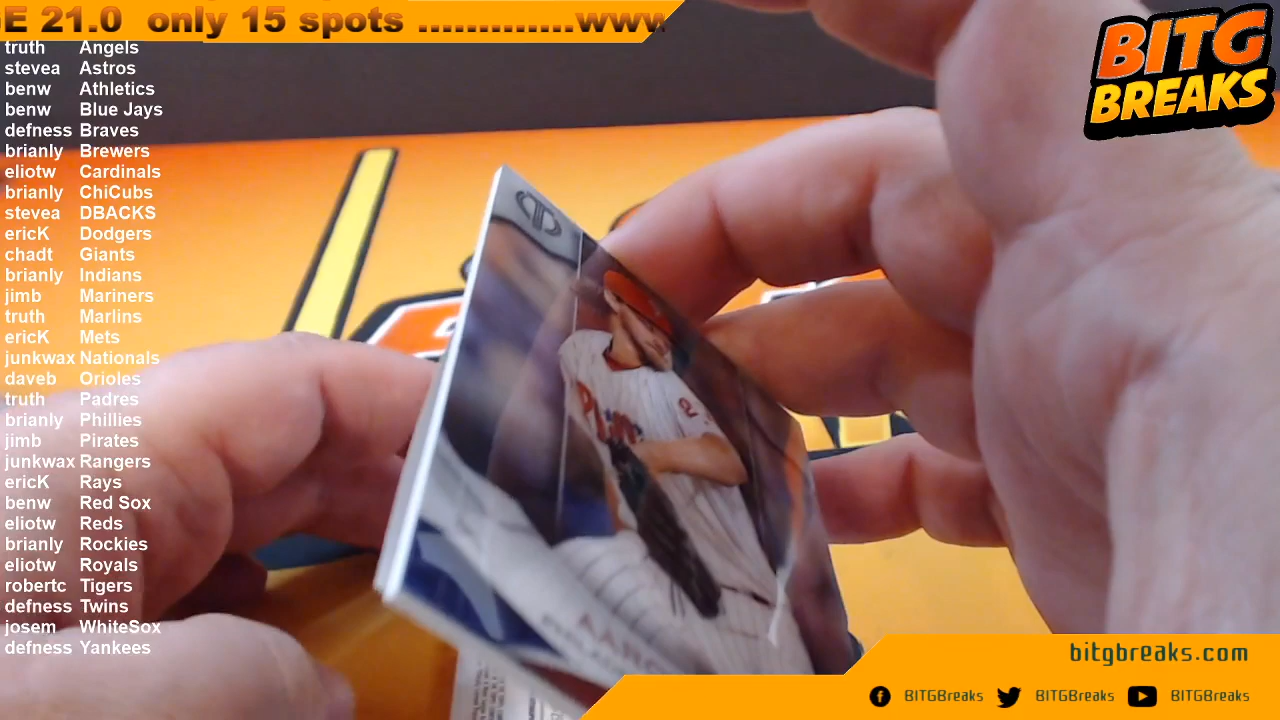 E 21.0 only 15 spots .............www
BITG
BREAKS
truth Angels
stevea Astros
benw Athletics
benw Blue Jays
defness Braves
brianly Brewers
eliotw Cardinals
brianly ChiCubs
stevea DBACKS
ericK Dodgers
chadt Giants
brianly Indians
jimb Mariners
truth Marlins
ericK Mets
junkwax Nationals
daveb Orioles
truth Padres
brianly Phillies
jimb Pirates
junkwax Rangers
ericK Rays
benw Red Sox
eliotw Reds
brianly Rockies
eliotw Royals
robertc Tigers
defness Twins
josem WhiteSox
defness Yankees
bitgbreaks.com
BITGBreaks BITGBreaks BITGBreaks